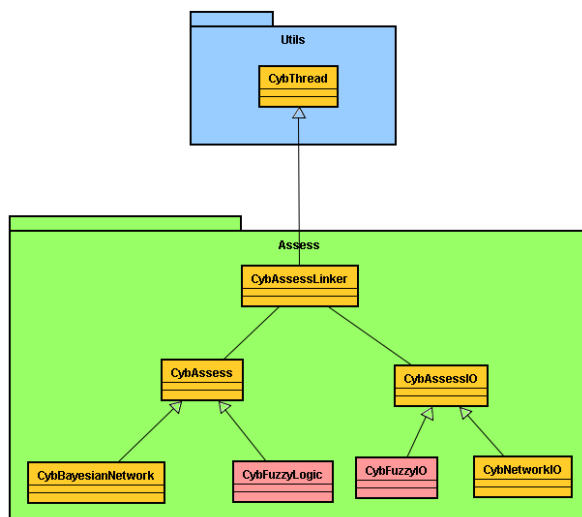 Utils
CybThread
Assess
CybAssessLinker
CybAssess
CybAssessIO
CybBayesianNetwork
CybFuzzyLogic
CybFuzzyIO
CybNetworkIO